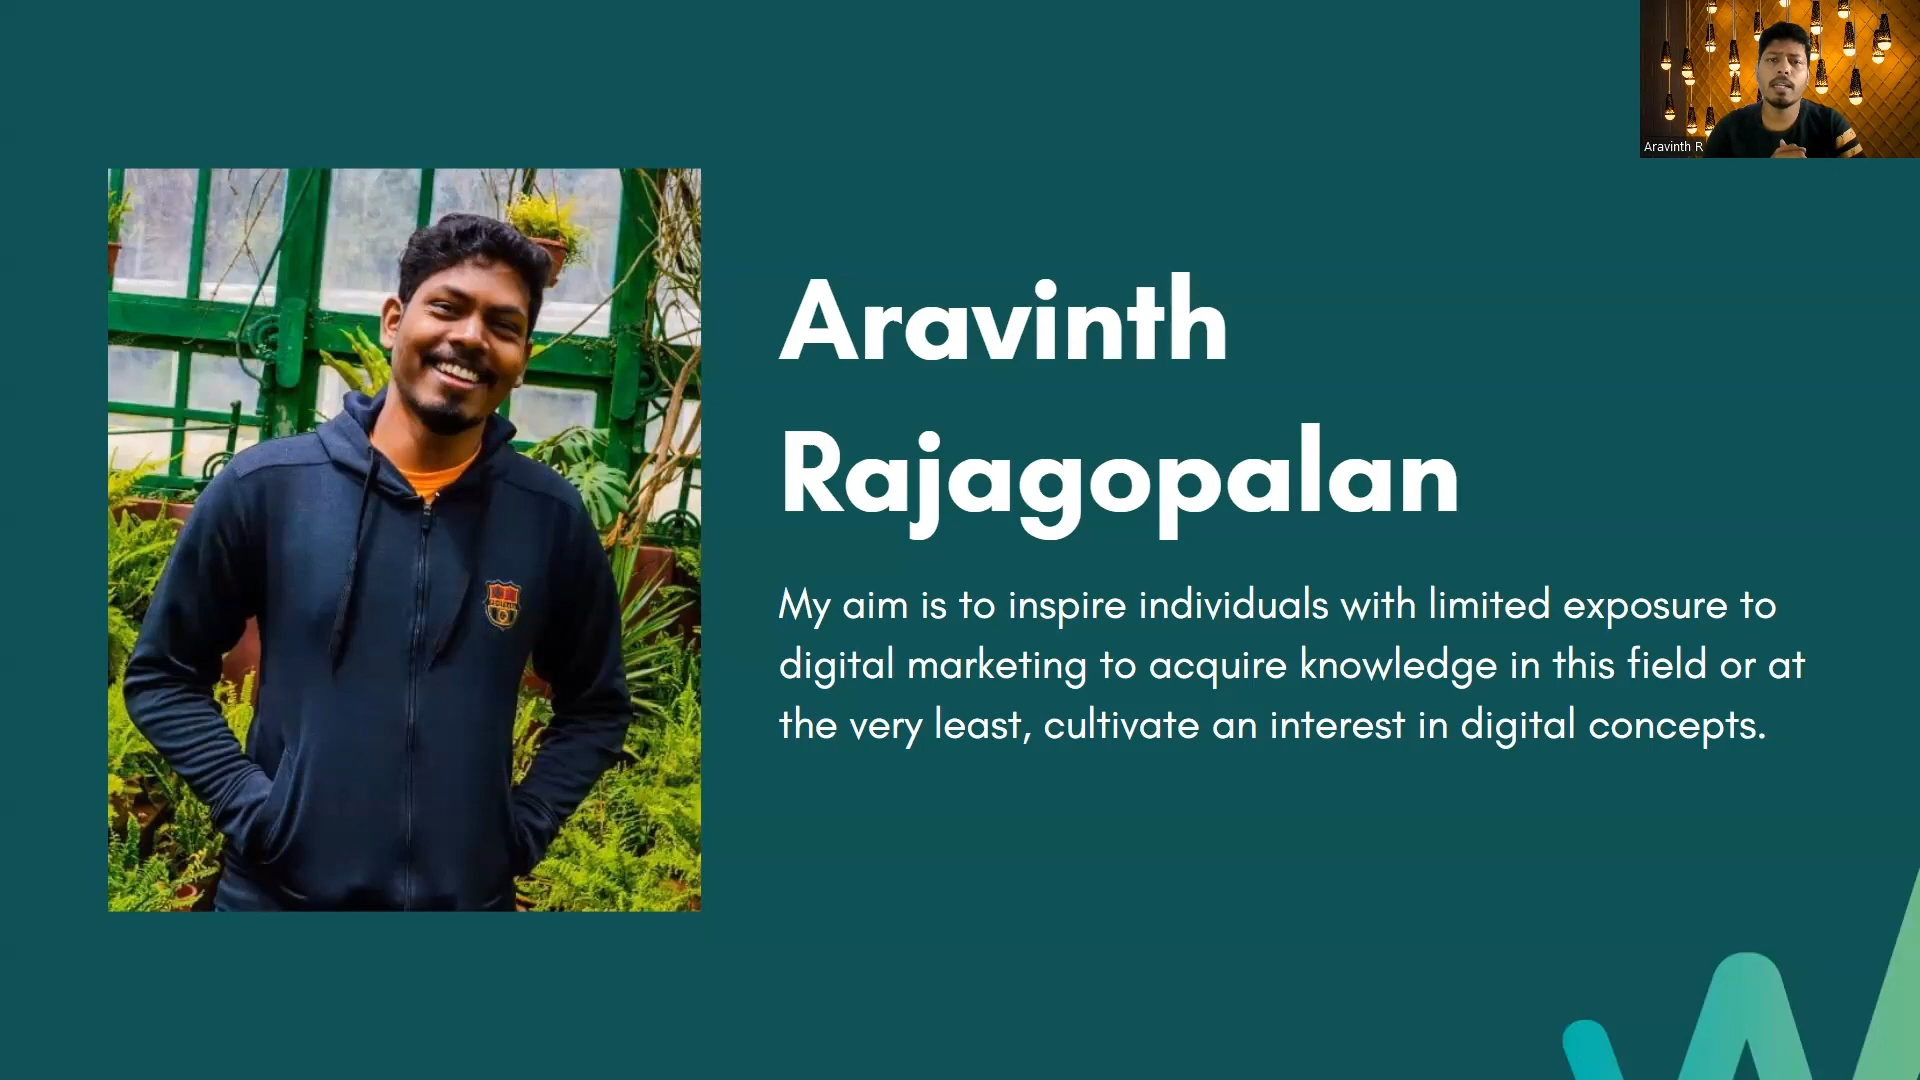 Aravinth R
Aravinth
Rajagopalan
My aim is to inspire individuals with limited exposure to
digital marketing to acquire knowledge in this field or at
the very least, cultivate an interest in digital concepts.